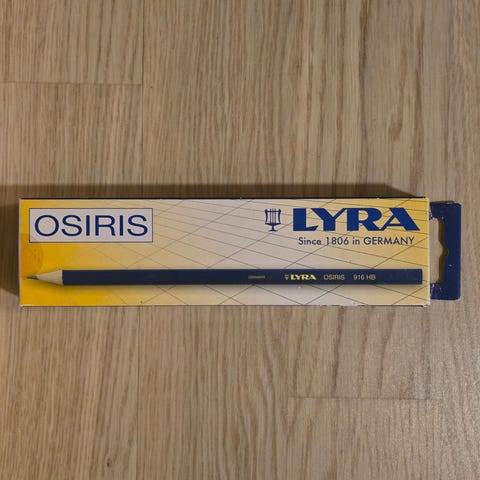 OSIRIS
LYRA
Since 1806 in GERMANY
GERMANY LYRA OSIRIS 916 HB